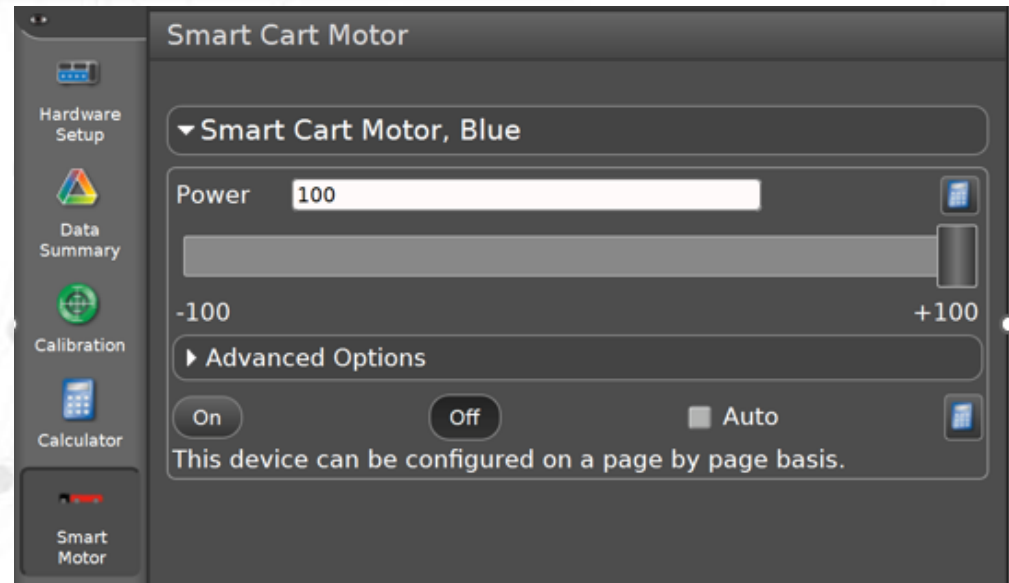 Smart Cart Motor
Hardware
Setup
Data
Summary
Calibration
Calculator
Smart
Motor
Smart Cart Motor, Blue
Power
100
-100
+100
Advanced Options
On
Off
Auto
This device can be configured on a page by page basis.